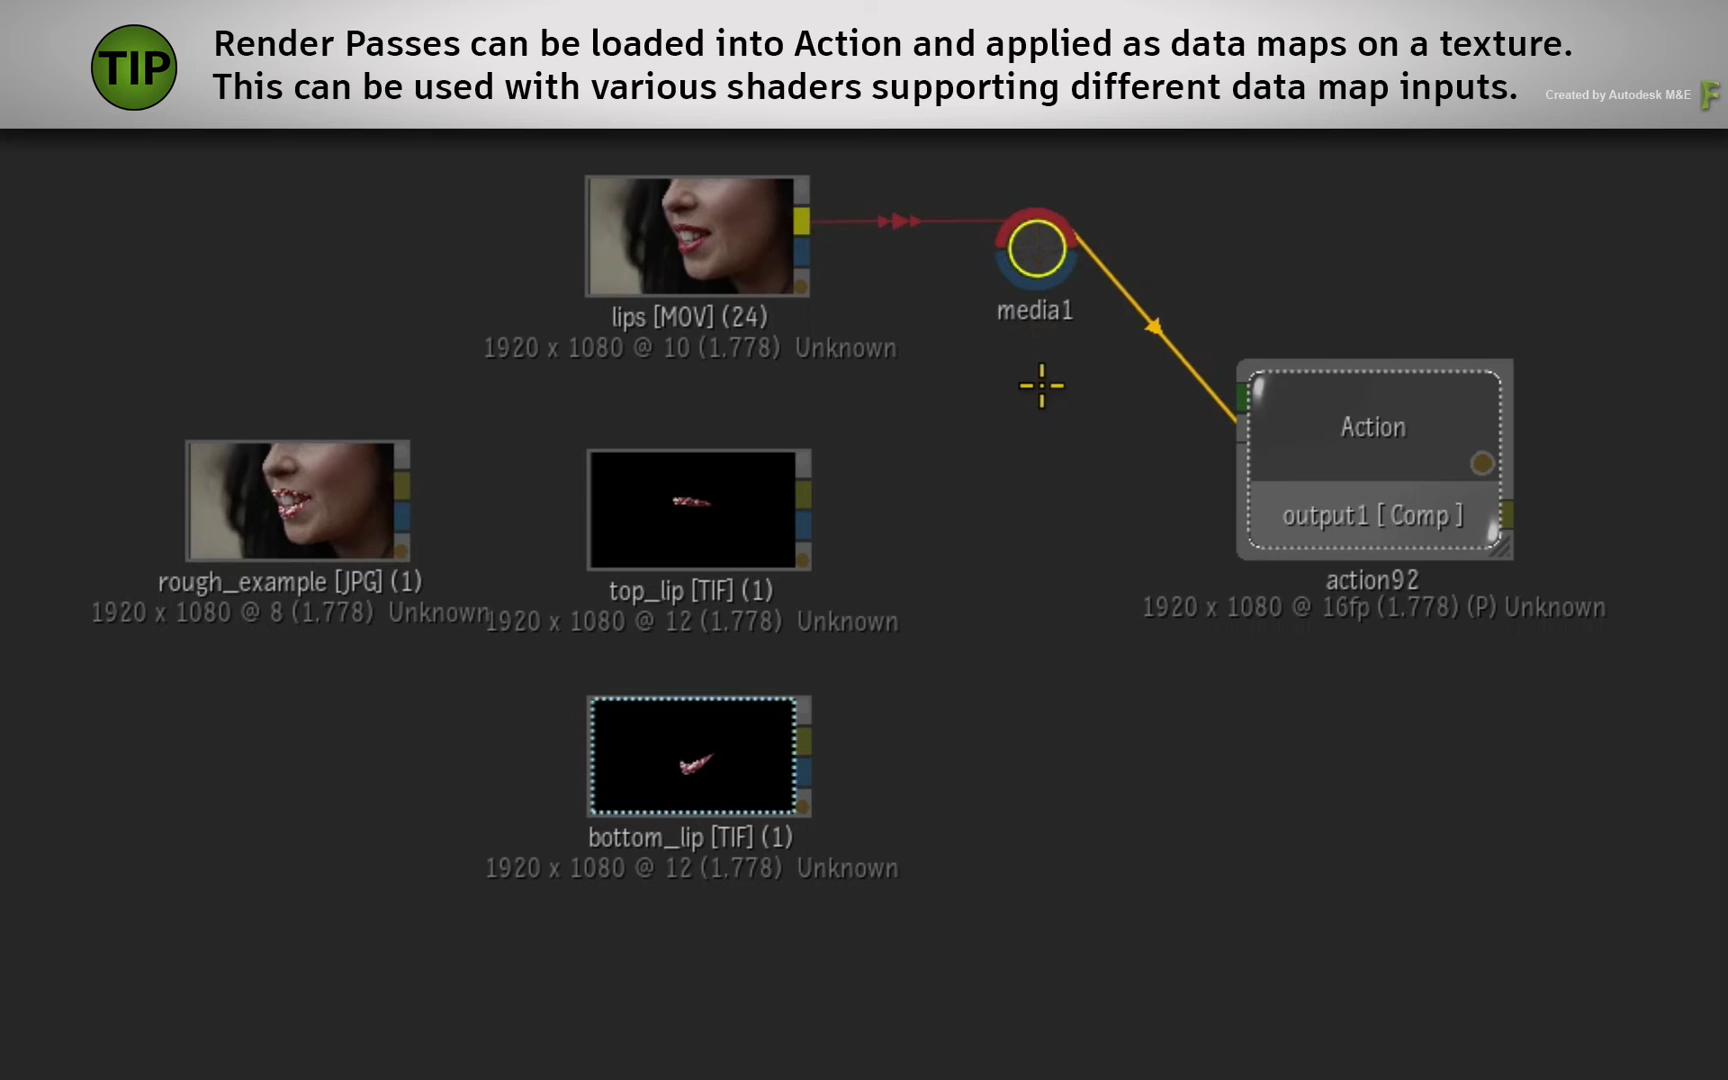 TIP
Render Passes can be loaded into Action and applied as data maps on a texture.
This can be used with various shaders supporting different data map inputs.
Created by Autodesk M&E
lips [MOV] (24)
1920 x 1080 @ 10 (1.778) Unknown
media1
Action
output1 [ Comp ]
action92
1920 x 1080 @ 16fp (1.778) (P) Unknown
rough_example [JPG] (1)
1920 x 1080 @ 8 (1.778) Unknown
top_lip [TIF] (1)
1920 x 1080 @ 12 (1.778) Unknown
bottom_lip [TIF] (1)
1920 x 1080 @ 12 (1.778) Unknown